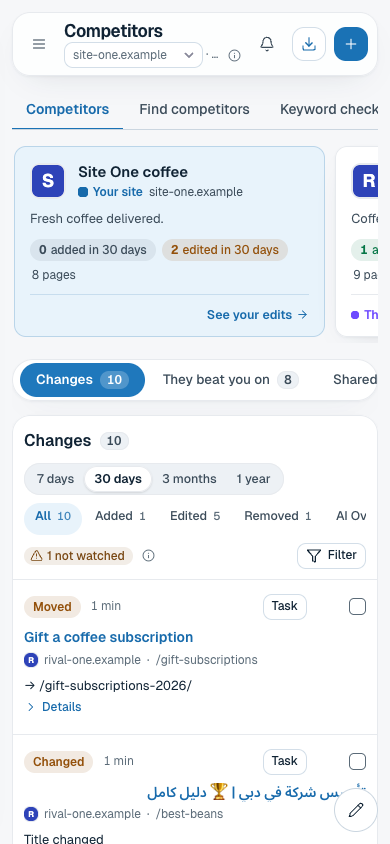 Competitors
site-one.example
· …
Competitors
Find competitors
Keyword check
S
Site One coffee
Your site site-one.example
Fresh coffee delivered.
0 added in 30 days
2 edited in 30 days
8 pages
See your edits →
R
1
9
Changes 10
They beat you on 8
Shared
Changes 10
7 days
30 days
3 months
1 year
All 10
Added 1
Edited 5
Removed 1
AI Ov
1 not watched
Filter
Moved
1 min
Task
Gift a coffee subscription
R rival-one.example · /gift-subscriptions
→ /gift-subscriptions-2026/
Details
Changed
1 min
Task
شركة في دبي | 🏆 دليل كامل
R rival-one.example · /best-beans
Title changed